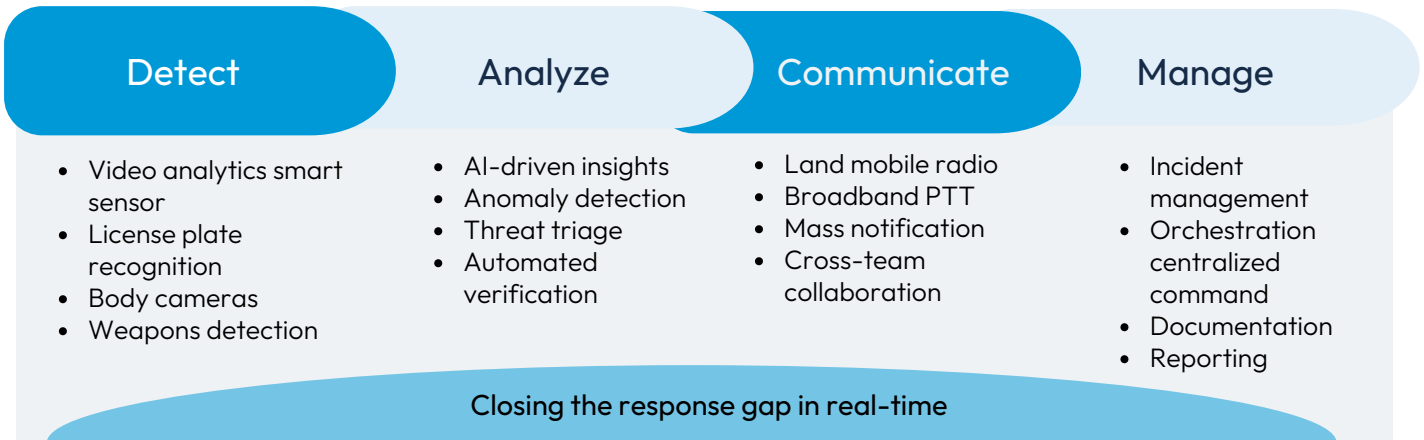 Detect
Analyze
Communicate
Manage
• Video analytics smart
sensor
• License plate
recognition
• Body cameras
• Weapons detection
• AI-driven insights
• Anomaly detection
• Threat triage
• Automated
verification
• Land mobile radio
• Broadband PTT
• Mass notification
• Cross-team
collaboration
• Incident
management
• Orchestration
centralized
command
• Documentation
• Reporting
Closing the response gap in real-time